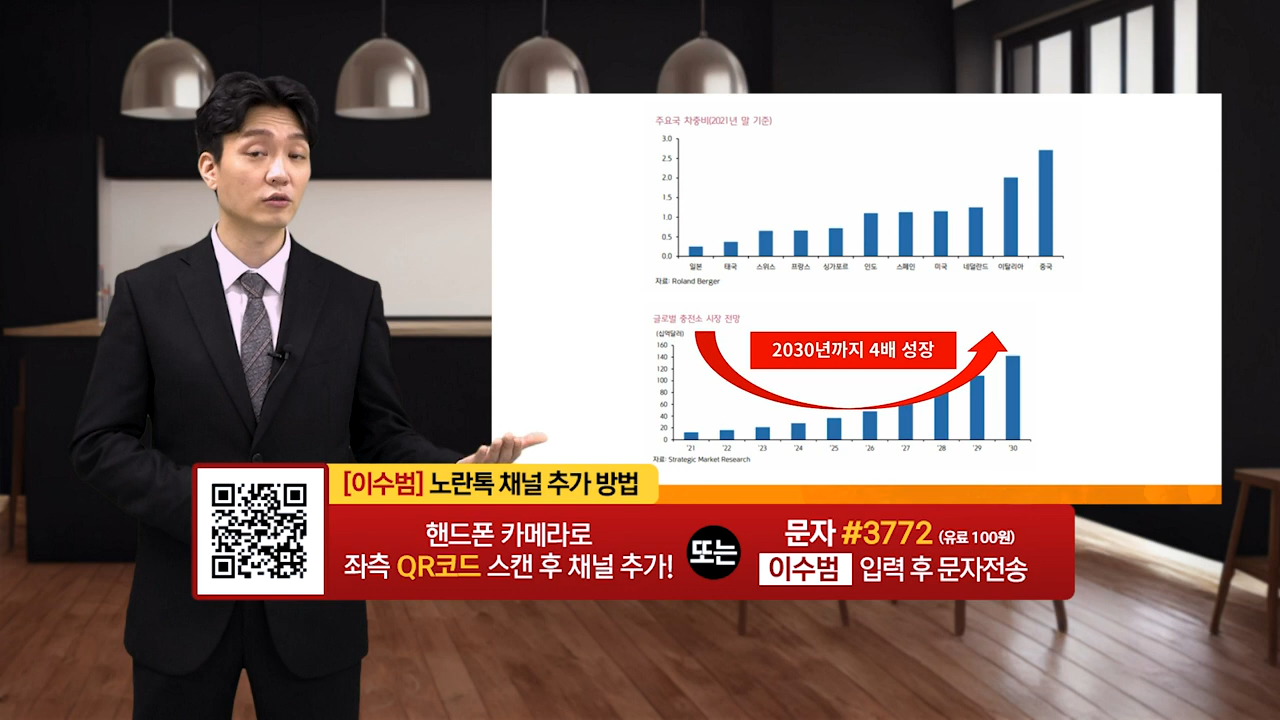 주요국 차충비(2021년 말 기준)
3.0
2.5
2.0
1.5
1.0
0.5
0.0
일본 태국 스위스 프랑스 싱가포르 인도 스페인 미국 네덜란드 이탈리아 중국
자료: Roland Berger
글로벌 충전소 시장 전망
(십억달러)
160
140
120
100
80
60
40
20
0
2030년까지 4배 성장
'21 '22 '23 '24 '25 '26 '27 '28 '29 '30
자료: Strategic Market Research
[이수범] 노란톡 채널 추가 방법
핸드폰 카메라로
좌측 QR코드 스캔 후 채널 추가!
또는
문자 #3772 (유료 100원)
이수범 입력 후 문자전송